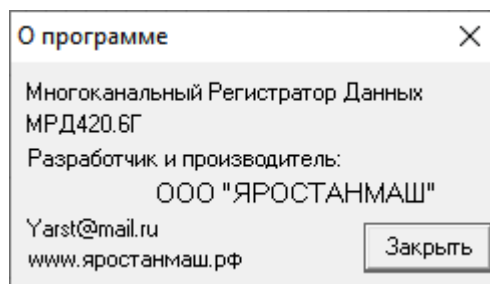 О программе
Многоканальный Регистратор Данных
МРД420.6Г
Разработчик и производитель:
ООО "ЯРОСТАНМАШ"
Yarst@mail.ru
www.яростанмаш.рф
Закрыть